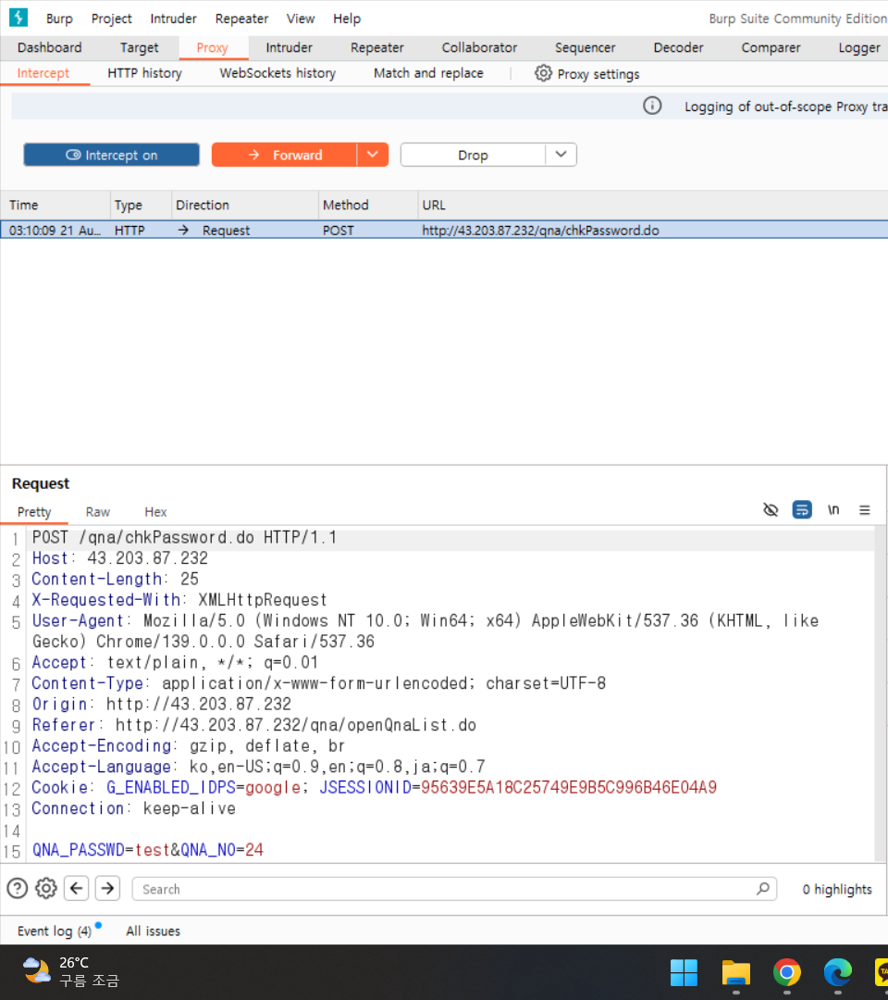 Burp Project Intruder Repeater View Help Burp Suite Community Edition
Dashboard Target Proxy Intruder Repeater Collaborator Sequencer Decoder Comparer Logger
Intercept HTTP history WebSockets history Match and replace Proxy settings
Logging of out-of-scope Proxy tra
Intercept on Forward Drop
Time Type Direction Method URL
03:10:09 21 Au... HTTP → Request POST http://43.203.87.232/qna/chkPassword.do
Request
Pretty Raw Hex \n
1 POST /qna/chkPassword.do HTTP/1.1
2 Host: 43.203.87.232
3 Content-Length: 25
4 X-Requested-With: XMLHttpRequest
5 User-Agent: Mozilla/5.0 (Windows NT 10.0; Win64; x64) AppleWebKit/537.36 (KHTML, like
Gecko) Chrome/139.0.0.0 Safari/537.36
6 Accept: text/plain, */*; q=0.01
7 Content-Type: application/x-www-form-urlencoded; charset=UTF-8
8 Origin: http://43.203.87.232
9 Referer: http://43.203.87.232/qna/openQnaList.do
10 Accept-Encoding: gzip, deflate, br
11 Accept-Language: ko,en-US;q=0.9,en;q=0.8,ja;q=0.7
12 Cookie: G_ENABLED_IDPS=google; JSESSIONID=95639E5A18C25749E9B5C996B46E04A9
13 Connection: keep-alive
14
15 QNA_PASSWD=test&QNA_NO=24
Search 0 highlights
Event log (4) All issues
26°C
구름 조금